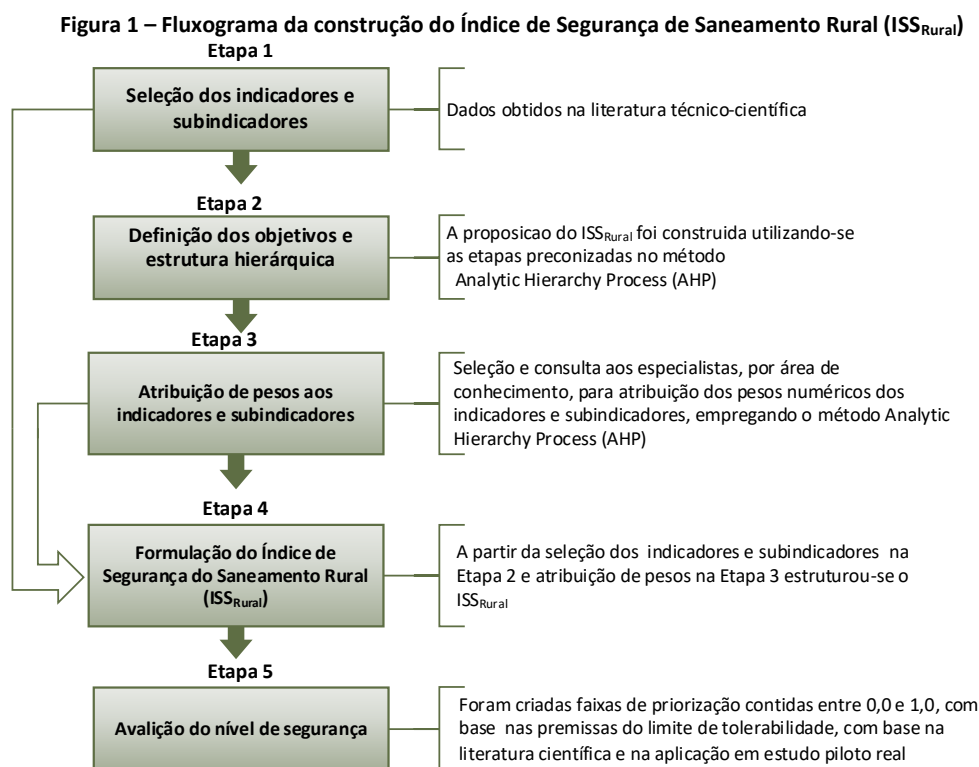 Figura 1 – Fluxograma da construção do Índice de Segurança de Saneamento Rural (ISSRural)
Etapa 1
Seleção dos indicadores e
subindicadores
Dados obtidos na literatura técnico-científica
Etapa 2
Definição dos objetivos e
estrutura hierárquica
A proposicao do ISSRural foi construida utilizando-se
as etapas preconizadas no método
Analytic Hierarchy Process (AHP)
Etapa 3
Atribuição de pesos aos
indicadores e subindicadores
Seleção e consulta aos especialistas, por área de
conhecimento, para atribuição dos pesos numéricos dos
indicadores e subindicadores, empregando o método Analytic
Hierarchy Process (AHP)
Etapa 4
Formulação do Índice de
Segurança do Saneamento Rural
(ISSRural)
A partir da seleção dos indicadores e subindicadores na
Etapa 2 e atribuição de pesos na Etapa 3 estruturou-se o
ISSRural
Etapa 5
Avalição do nível de segurança
Foram criadas faixas de priorização contidas entre 0,0 e 1,0, com
base nas premissas do limite de tolerabilidade, com base na
literatura científica e na aplicação em estudo piloto real